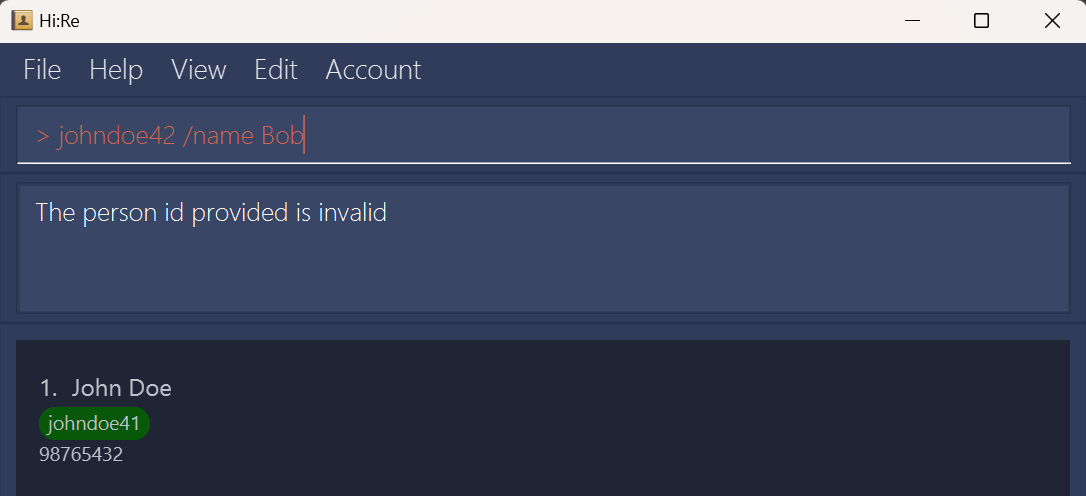 Hi:Re
File Help View Edit Account
> johndoe42 /name Bob
The person id provided is invalid
1. John Doe
johndoe41
98765432